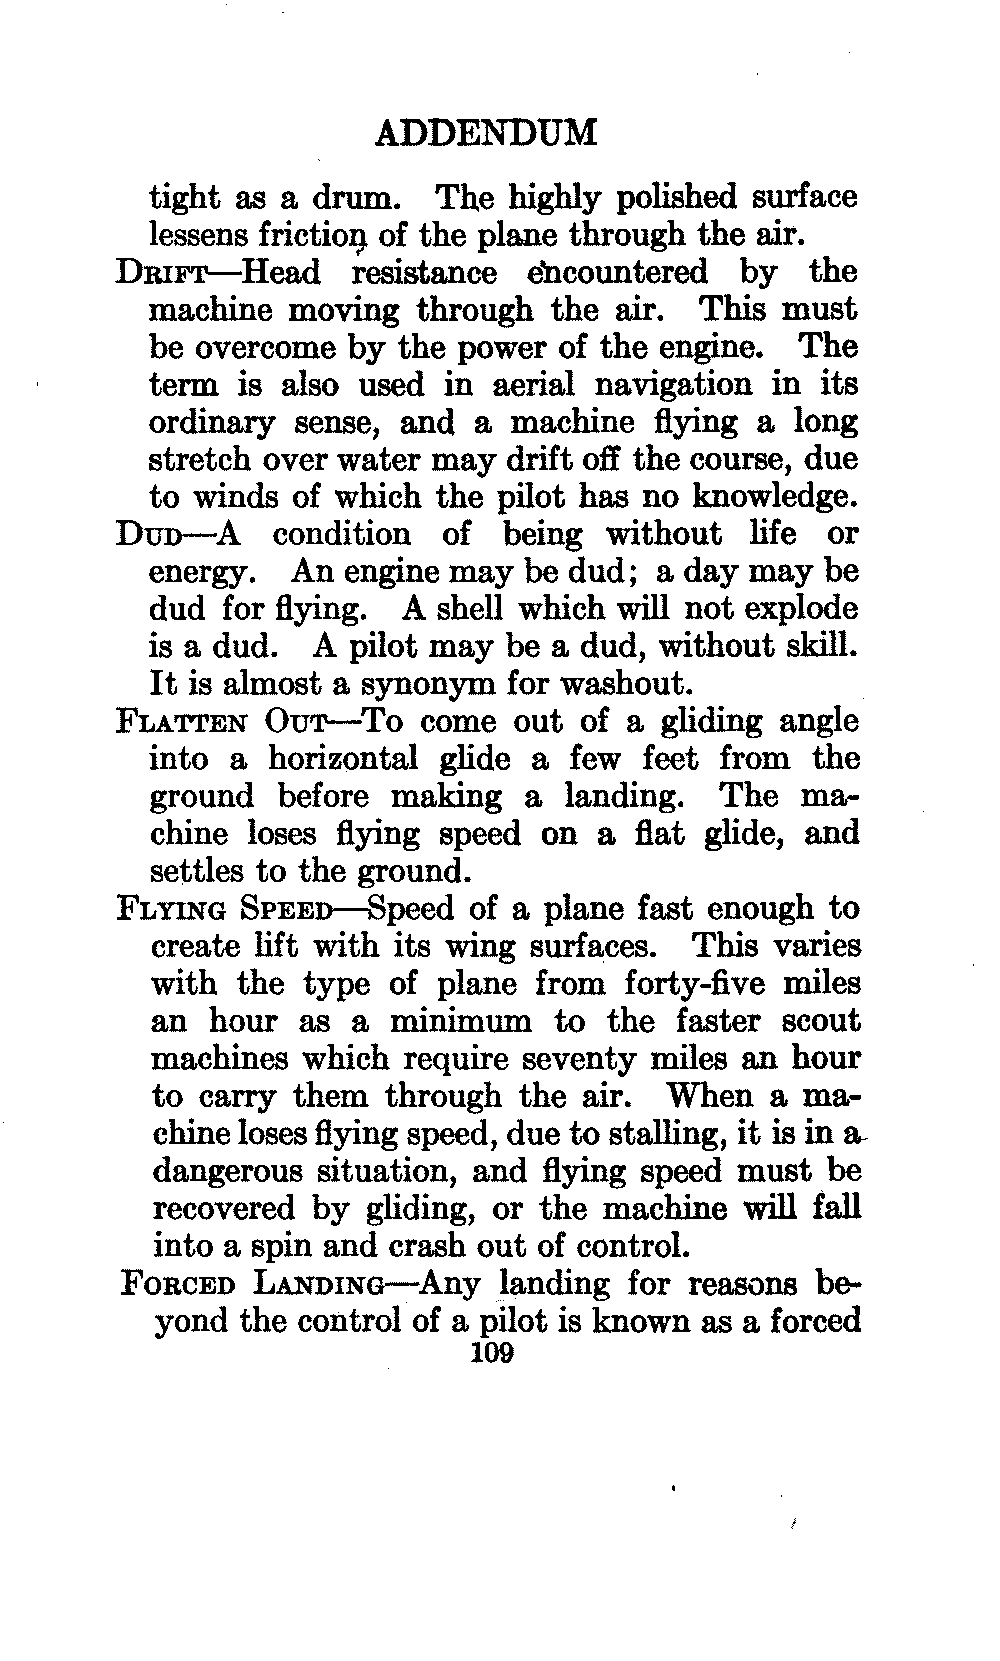 ADDENDUM
tight as a drum. The highly polished surface
lessens friction of the plane through the air.
DRIFT—Head resistance encountered by the
machine moving through the air. This must
be overcome by the power of the engine. The
term is also used in aerial navigation in its
ordinary sense, and a machine flying a long
stretch over water may drift off the course, due
to winds of which the pilot has no knowledge.
DUD—A condition of being without life or
energy. An engine may be dud; a day may be
dud for flying. A shell which will not explode
is a dud. A pilot may be a dud, without skill.
It is almost a synonym for washout.
FLATTEN OUT—To come out of a gliding angle
into a horizontal glide a few feet from the
ground before making a landing. The ma-
chine loses flying speed on a flat glide, and
settles to the ground.
FLYING SPEED—Speed of a plane fast enough to
create lift with its wing surfaces. This varies
with the type of plane from forty-five miles
an hour as a minimum to the faster scout
machines which require seventy miles an hour
to carry them through the air. When a ma-
chine loses flying speed, due to stalling, it is in a
dangerous situation, and flying speed must be
recovered by gliding, or the machine will fall
into a spin and crash out of control.
FORCED LANDING—Any landing for reasons be-
yond the control of a pilot is known as a forced
109